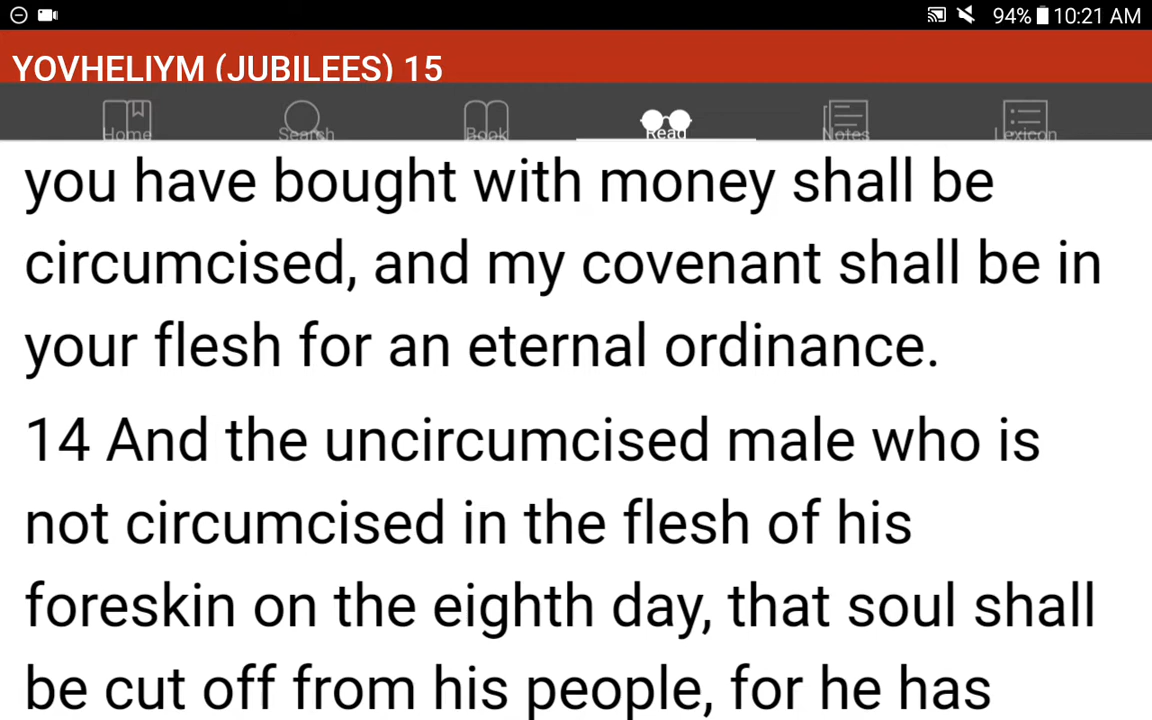 94% 10:21 AM
YOVHELIYM (JUBILEES) 15
Home Search Book Read Notes Lexicon
you have bought with money shall be
circumcised, and my covenant shall be in
your flesh for an eternal ordinance.
14 And the uncircumcised male who is
not circumcised in the flesh of his
foreskin on the eighth day, that soul shall
be cut off from his people, for he has